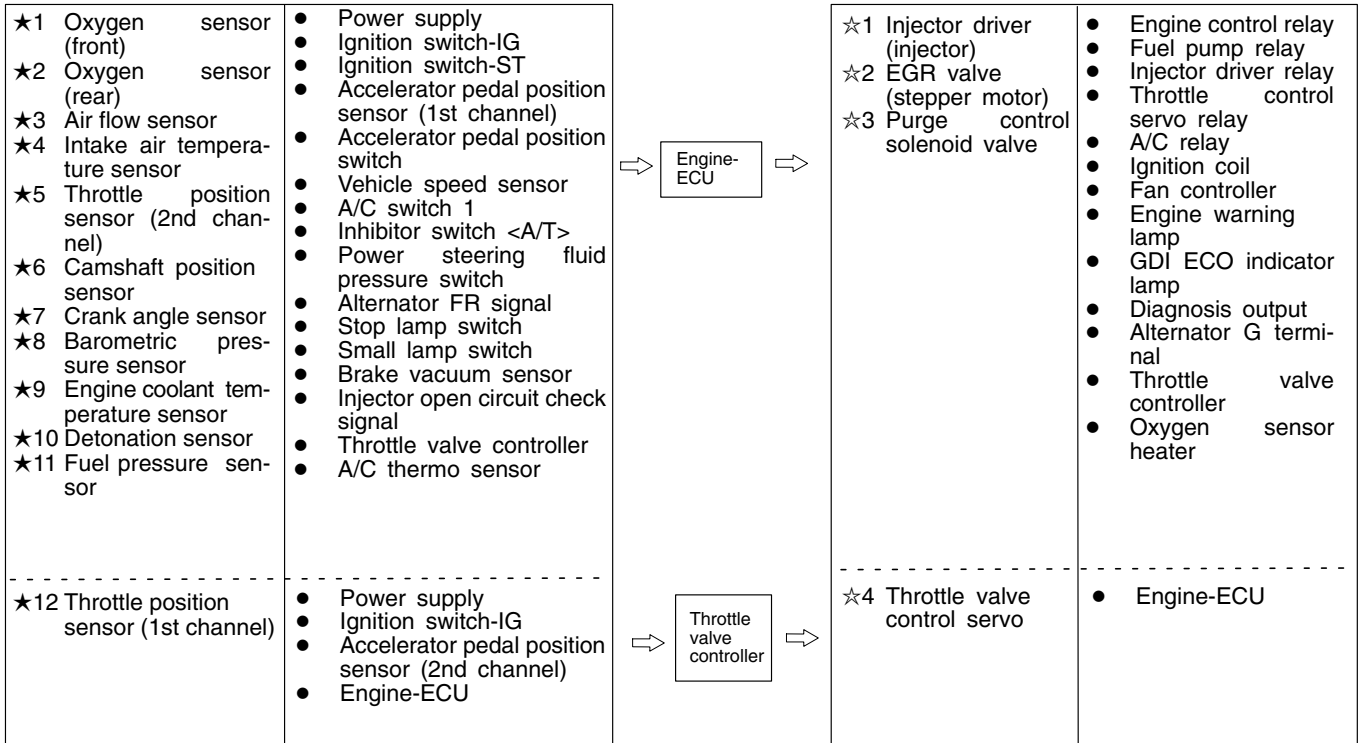 ★1 Oxygen sensor
(front)
★2 Oxygen sensor
(rear)
★3 Air flow sensor
★4 Intake air tempera-
ture sensor
★5 Throttle position
sensor (2nd chan-
nel)
★6 Camshaft position
sensor
★7 Crank angle sensor
★8 Barometric pres-
sure sensor
★9 Engine coolant tem-
perature sensor
★10 Detonation sensor
★11 Fuel pressure sen-
sor
● Power supply
● Ignition switch-IG
● Ignition switch-ST
● Accelerator pedal position
sensor (1st channel)
● Accelerator pedal position
switch
● Vehicle speed sensor
● A/C switch 1
● Inhibitor switch <A/T>
● Power steering fluid
pressure switch
● Alternator FR signal
● Stop lamp switch
● Small lamp switch
● Brake vacuum sensor
● Injector open circuit check
signal
● Throttle valve controller
● A/C thermo sensor
⇨
Engine-
ECU
⇨
☆1 Injector driver
(injector)
☆2 EGR valve
(stepper motor)
☆3 Purge control
solenoid valve
● Engine control relay
● Fuel pump relay
● Injector driver relay
● Throttle control
servo relay
● A/C relay
● Ignition coil
● Fan controller
● Engine warning
lamp
● GDI ECO indicator
lamp
● Diagnosis output
● Alternator G termi-
nal
● Throttle valve
controller
● Oxygen sensor
heater
★12 Throttle position
sensor (1st channel)
● Power supply
● Ignition switch-IG
● Accelerator pedal position
sensor (2nd channel)
● Engine-ECU
⇨
Throttle
valve
controller
⇨
☆4 Throttle valve
control servo
● Engine-ECU